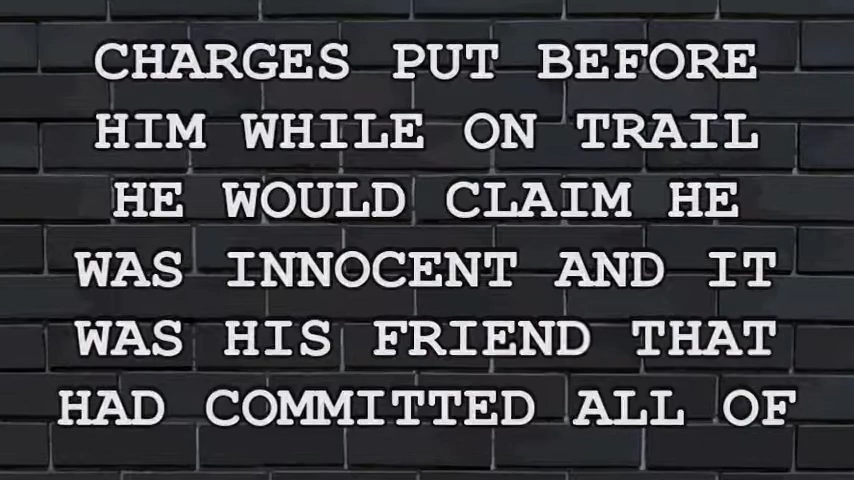 CHARGES PUT BEFORE
HIM WHILE ON TRAIL
HE WOULD CLAIM HE
WAS INNOCENT AND IT
WAS HIS FRIEND THAT
HAD COMMITTED ALL OF